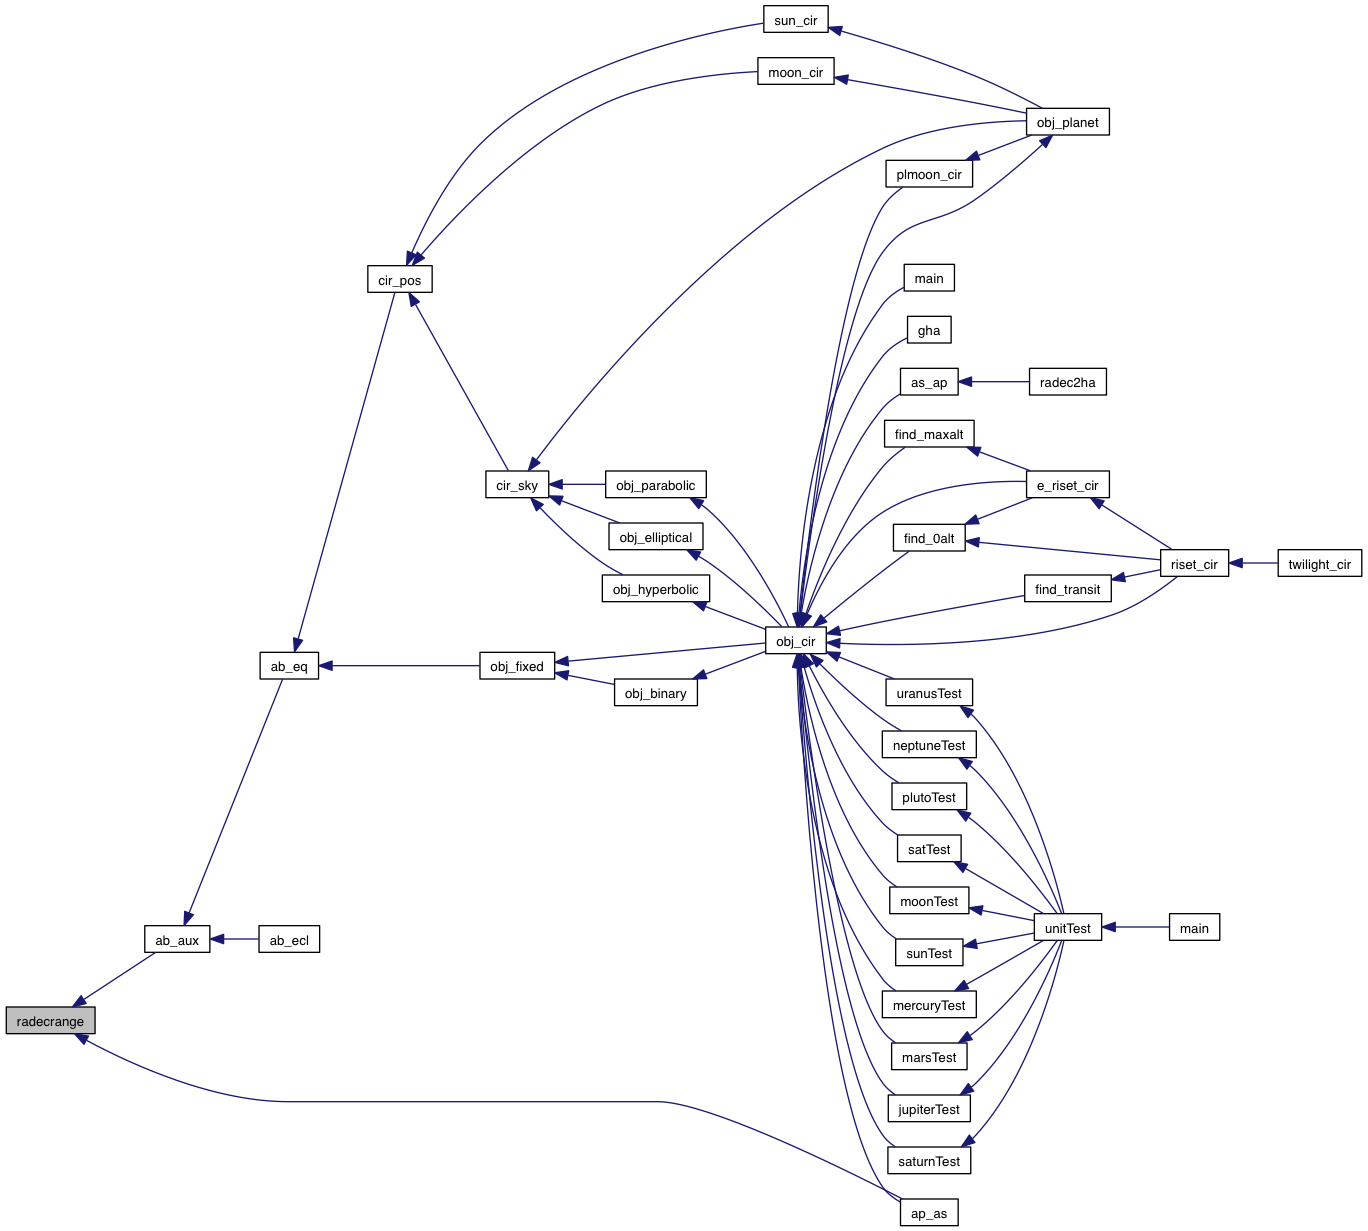 sun_cir
moon_cir
obj_planet
plmoon_cir
cir_pos
main
gha
as_ap
radec2ha
find_maxalt
cir_sky
obj_parabolic
e_riset_cir
obj_elliptical
find_0alt
riset_cir
twilight_cir
obj_hyperbolic
find_transit
obj_cir
ab_eq
obj_fixed
obj_binary
uranusTest
neptuneTest
plutoTest
satTest
moonTest
unitTest
main
ab_aux
ab_ecl
sunTest
mercuryTest
radecrange
marsTest
jupiterTest
saturnTest
ap_as